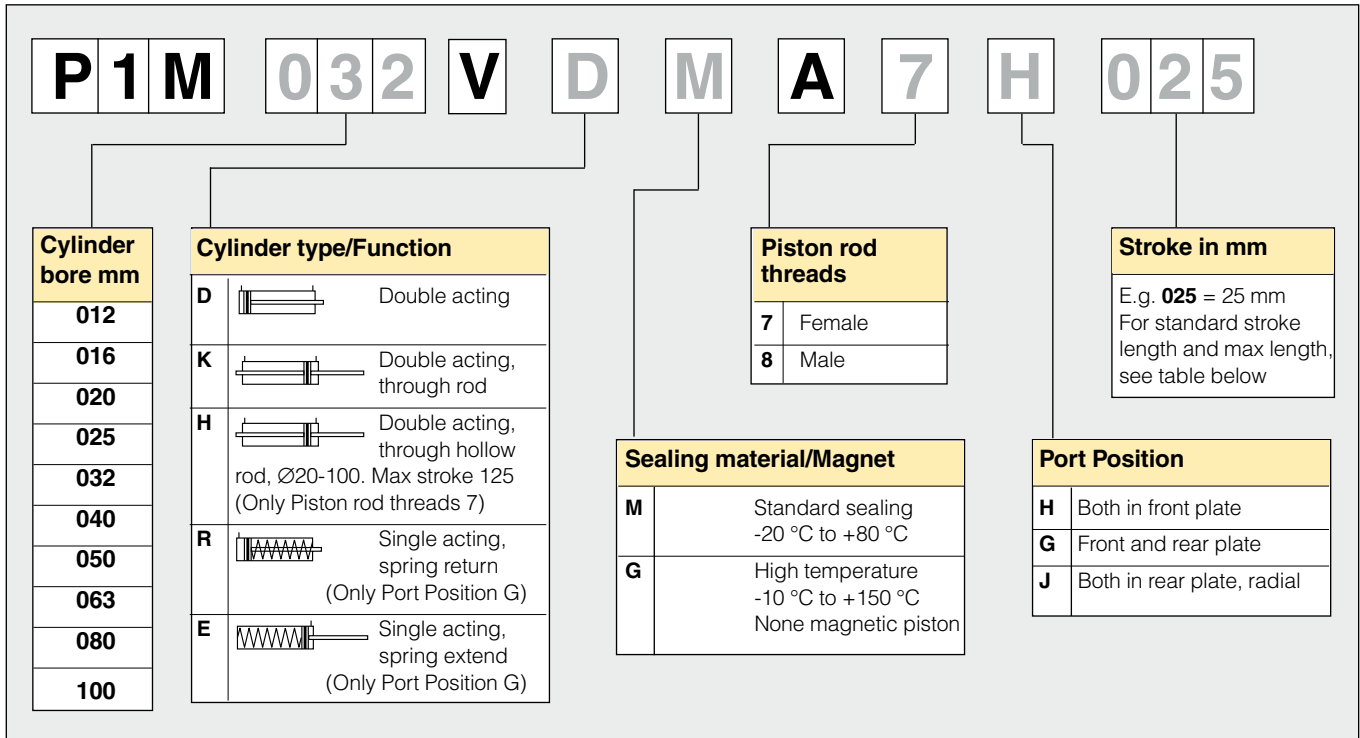 P1M 032 V D M A 7 H 025
Cylinder
bore mm
012
016
020
025
032
040
050
063
080
100
Cylinder type/Function
D Double acting
K Double acting,
through rod
H Double acting,
through hollow
rod, Ø20-100. Max stroke 125
(Only Piston rod threads 7)
R Single acting,
spring return
(Only Port Position G)
E Single acting,
spring extend
(Only Port Position G)
Piston rod
threads
7 Female
8 Male
Sealing material/Magnet
M Standard sealing
-20 °C to +80 °C
G High temperature
-10 °C to +150 °C
None magnetic piston
Stroke in mm
E.g. 025 = 25 mm
For standard stroke
length and max length,
see table below
Port Position
H Both in front plate
G Front and rear plate
J Both in rear plate, radial